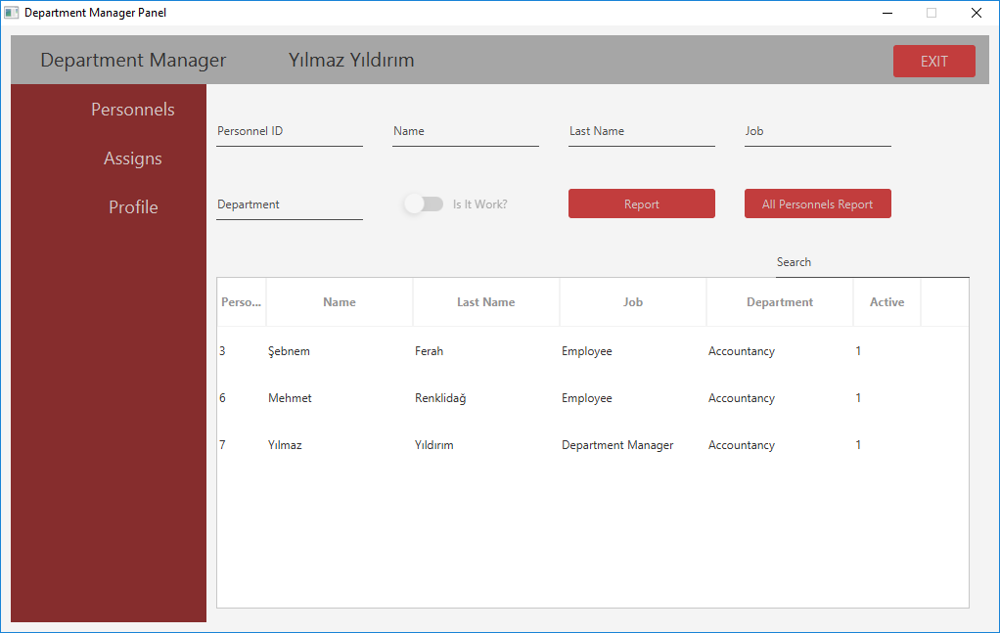 Department Manager Panel
Department Manager Yılmaz Yıldırım EXIT
Personnels
Assigns
Profile
Personnel ID Name Last Name Job
Department Is It Work? Report All Personnels Report
Search
Perso... Name Last Name Job Department Active
3 Şebnem Ferah Employee Accountancy 1
6 Mehmet Renklidağ Employee Accountancy 1
7 Yılmaz Yıldırım Department Manager Accountancy 1